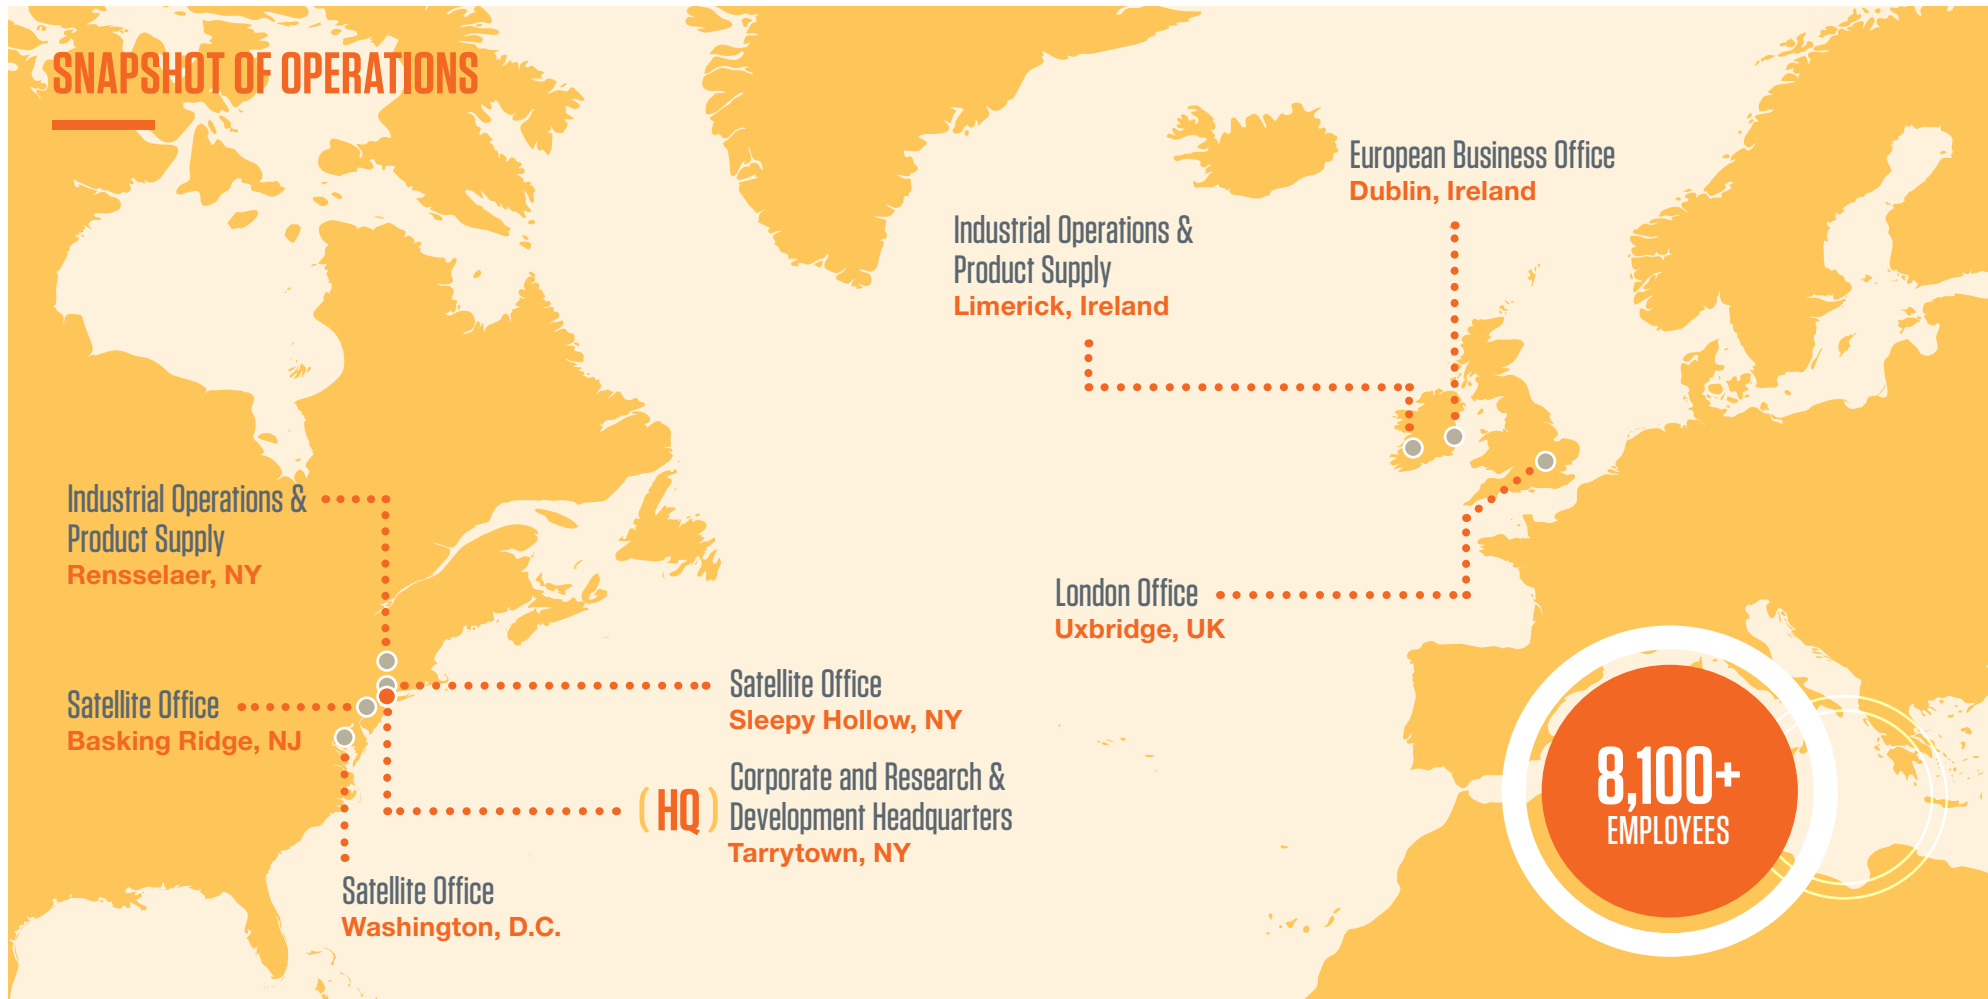 SNAPSHOT OF OPERATIONS
European Business Office
Dublin, Ireland
Industrial Operations &
Product Supply
Limerick, Ireland
Industrial Operations &
Product Supply
Rensselaer, NY
London Office
Uxbridge, UK
Satellite Office
Basking Ridge, NJ
Satellite Office
Sleepy Hollow, NY
(HQ)
Corporate and Research &
Development Headquarters
Tarrytown, NY
Satellite Office
Washington, D.C.
8,100+
EMPLOYEES